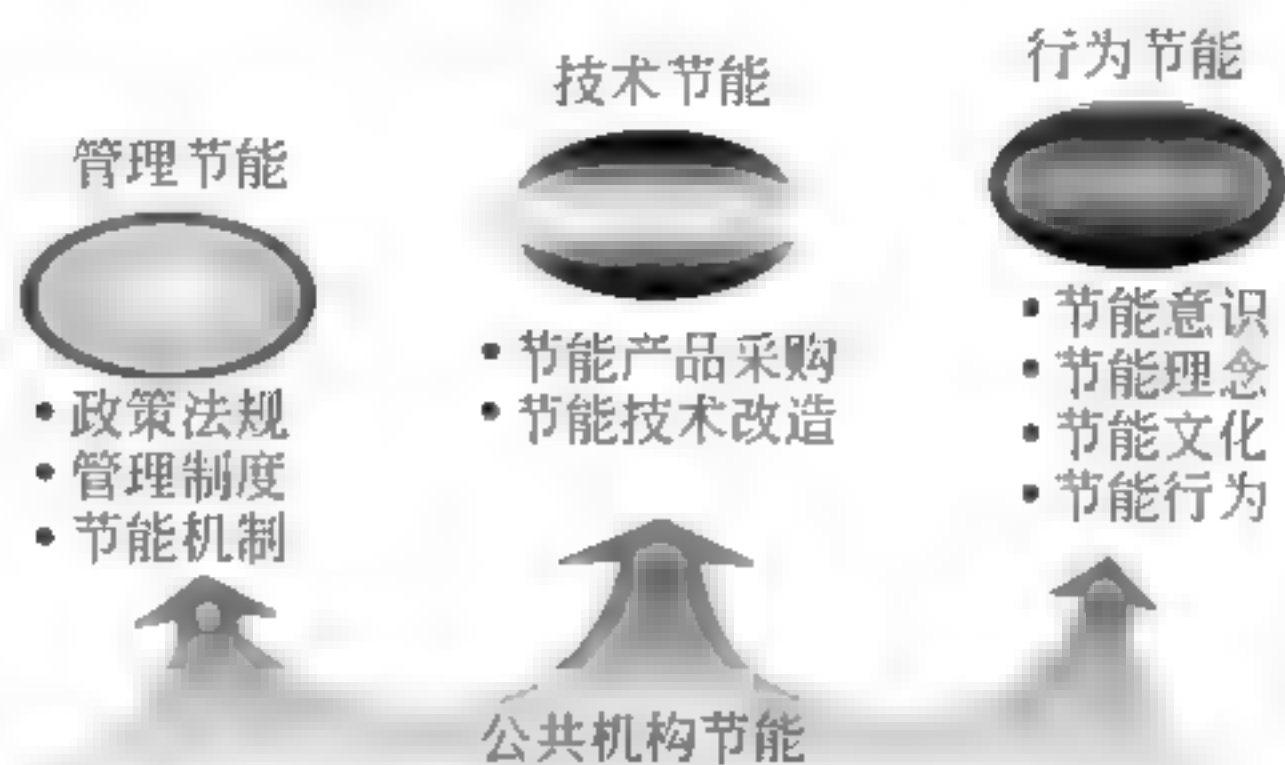 管理节能
• 政策法规
• 管理制度
• 节能机制
技术节能
• 节能产品采购
• 节能技术改造
行为节能
• 节能意识
• 节能理念
• 节能文化
• 节能行为
公共机构节能